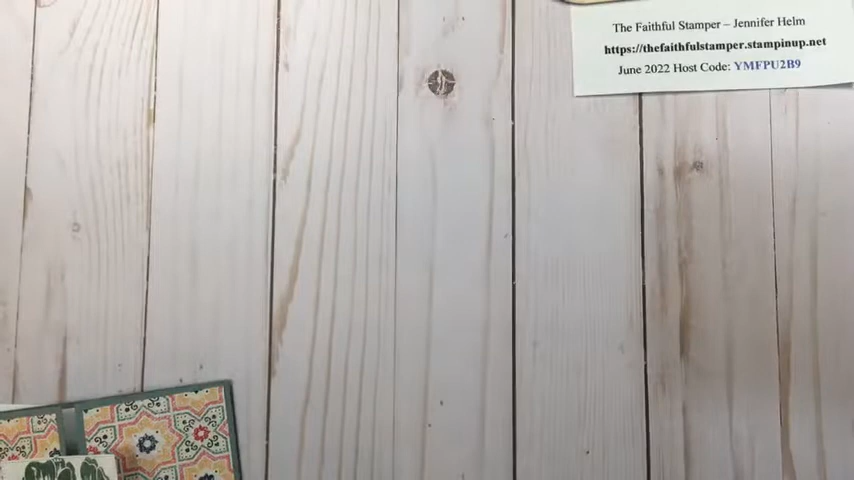 The Faithful Stamper – Jennifer Helm
https://thefaithfulstamper.stampinup.net
June 2022 Host Code: YMFPU2B9